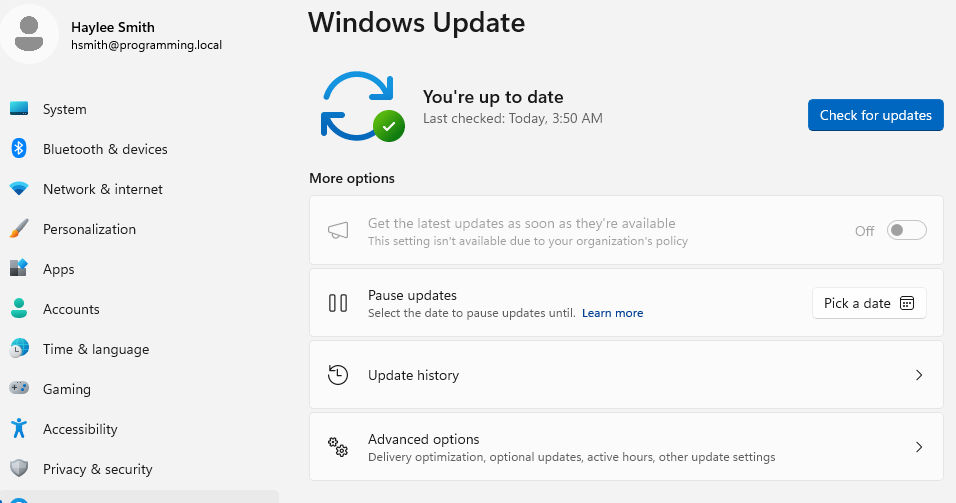 Haylee Smith
hsmith@programming.local
System
Bluetooth & devices
Network & internet
Personalization
Apps
Accounts
Time & language
Gaming
Accessibility
Privacy & security
Windows Update
You're up to date
Last checked: Today, 3:50 AM
Check for updates
More options
Get the latest updates as soon as they're available
This setting isn't available due to your organization's policy
Off
Pause updates
Select the date to pause updates until. Learn more
Pick a date
Update history
Advanced options
Delivery optimization, optional updates, active hours, other update settings